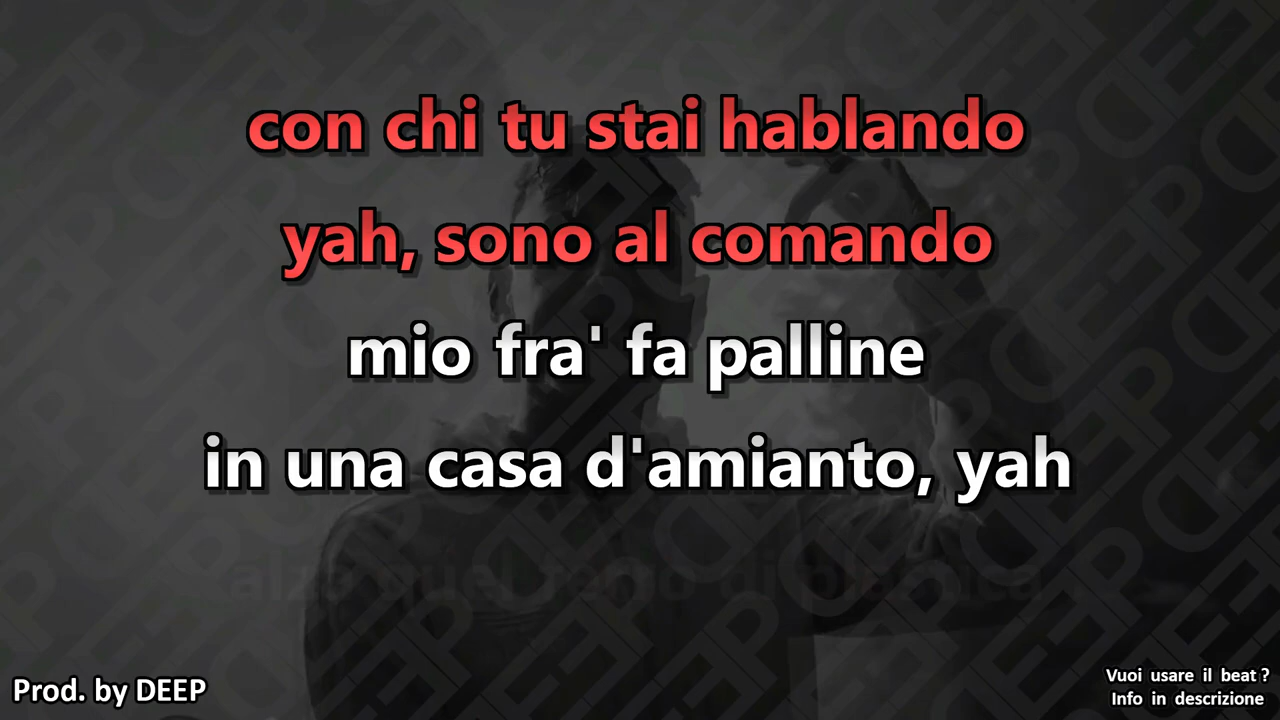 con chi tu stai hablando
yah, sono al comando
mio fra' fa palline
in una casa d'amianto, yah
Prod. by DEEP
Vuoi usare il beat ?
Info in descrizione